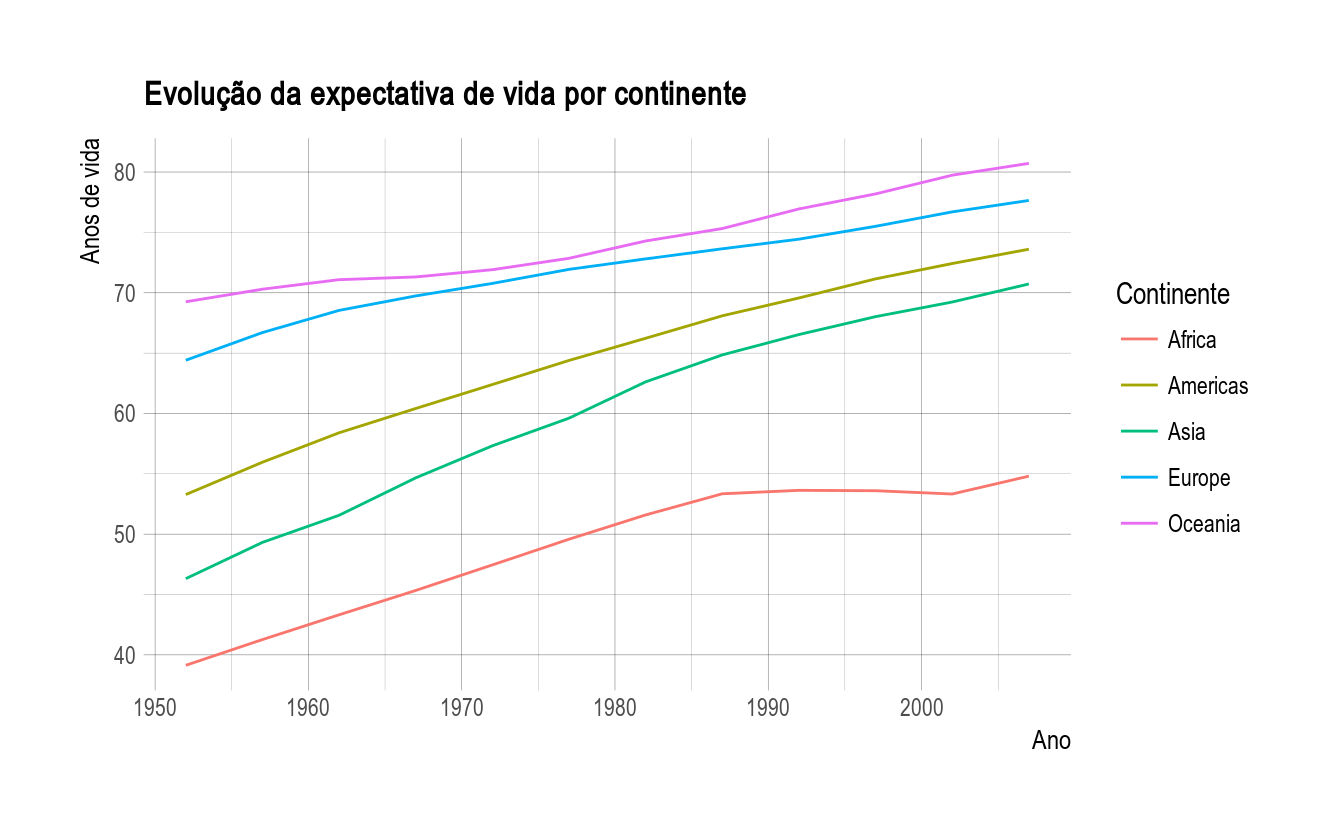 Evolução da expectativa de vida por continente
Anos de vida
80
70
60
50
40
1950 1960 1970 1980 1990 2000
Ano
Continente
Africa
Americas
Asia
Europe
Oceania